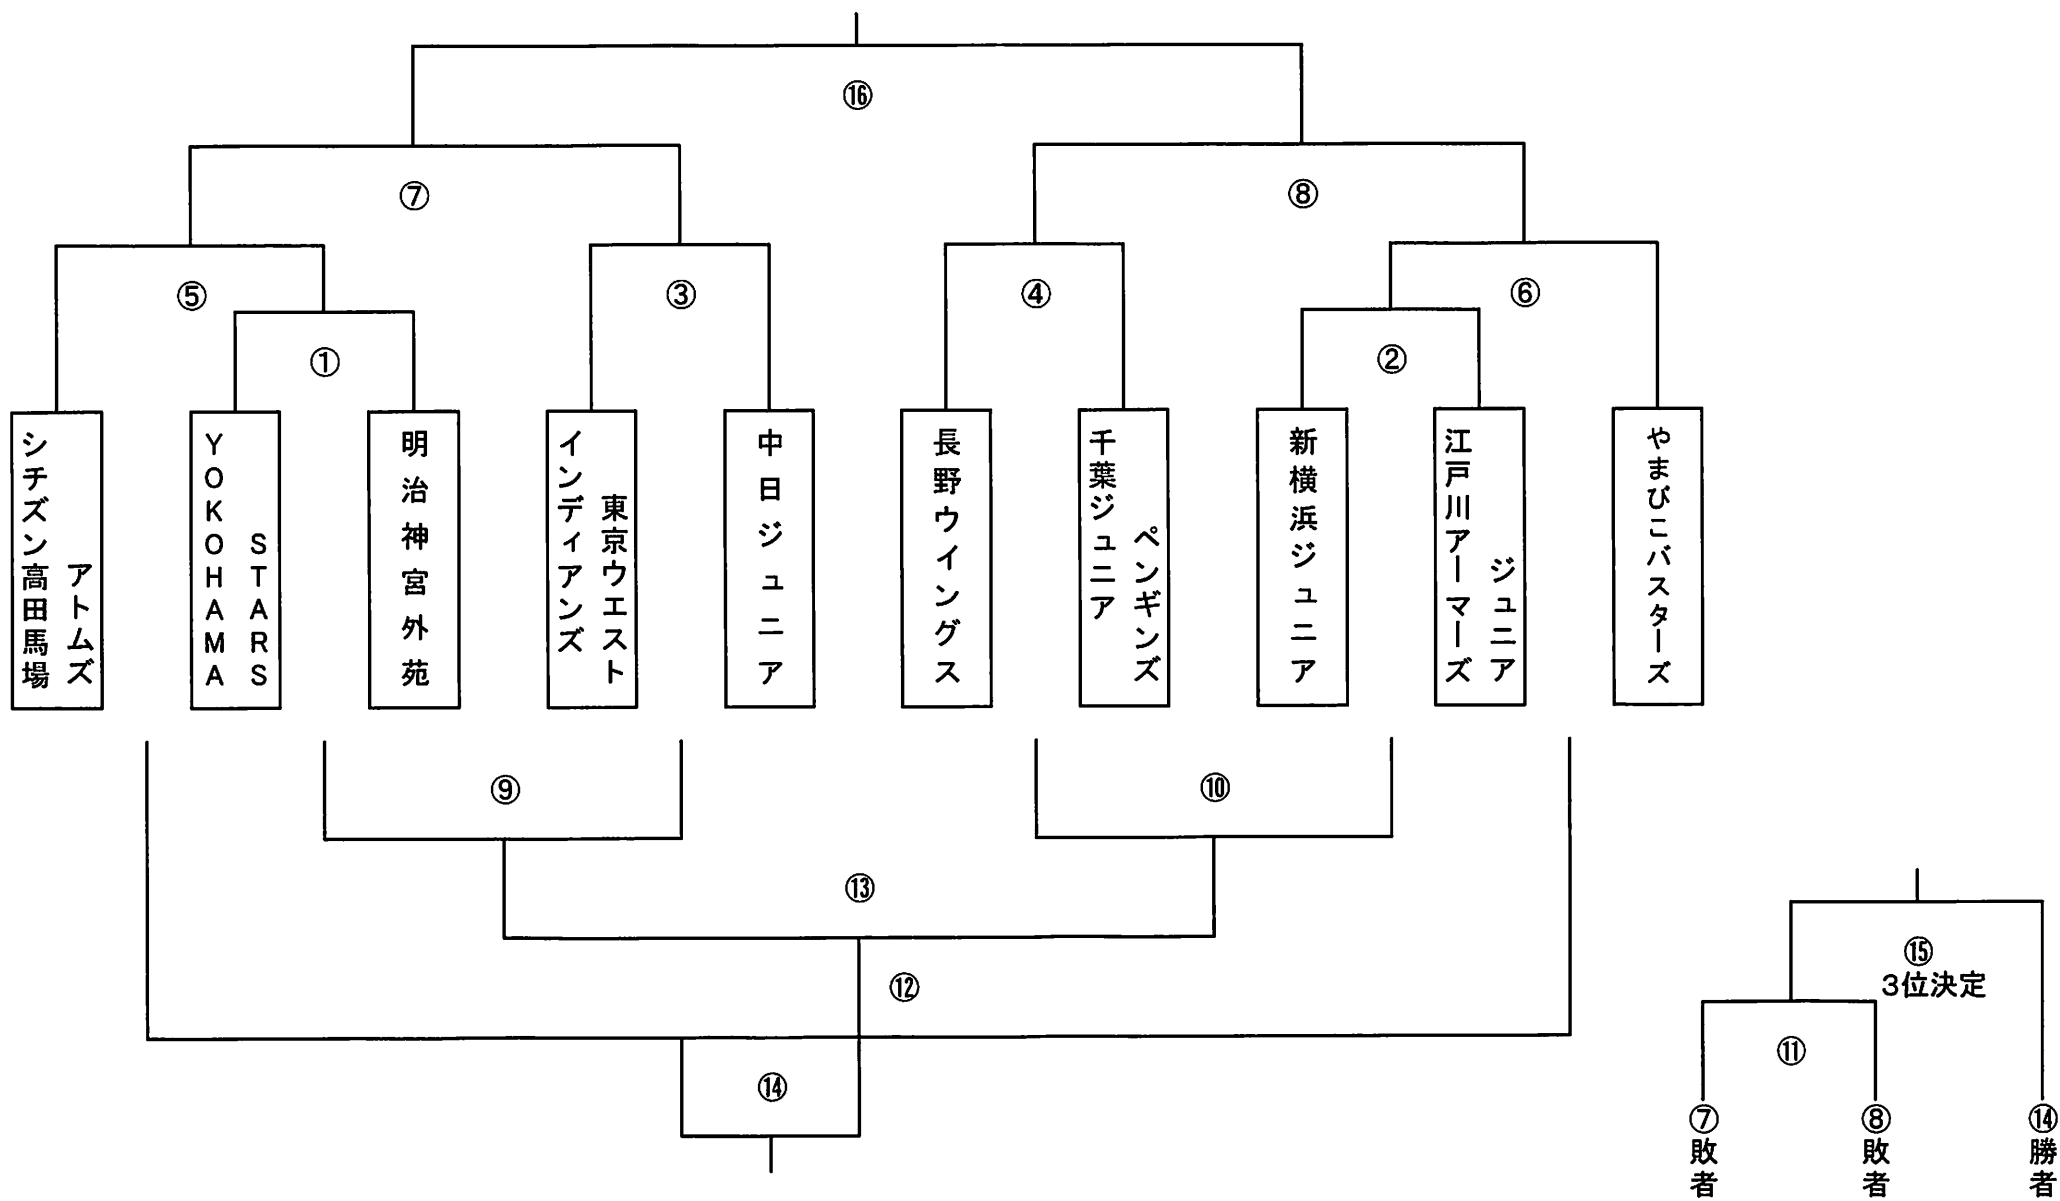 ⑯
⑦
⑧
⑤
③
④
⑥
①
②
シチズン高田馬場
アトムズ
YOKOHAMA
STARS
明治神宮外苑
東京ウエスト
インディアンズ
中日ジュニア
長野ウイングス
千葉ジュニア
ペンギンズ
新横浜ジュニア
江戸川アーマーズ
ジュニア
やまびこバスターズ
⑨
⑩
⑬
⑫
⑭
⑮
3位決定
⑪
⑦敗者
⑧敗者
⑭勝者